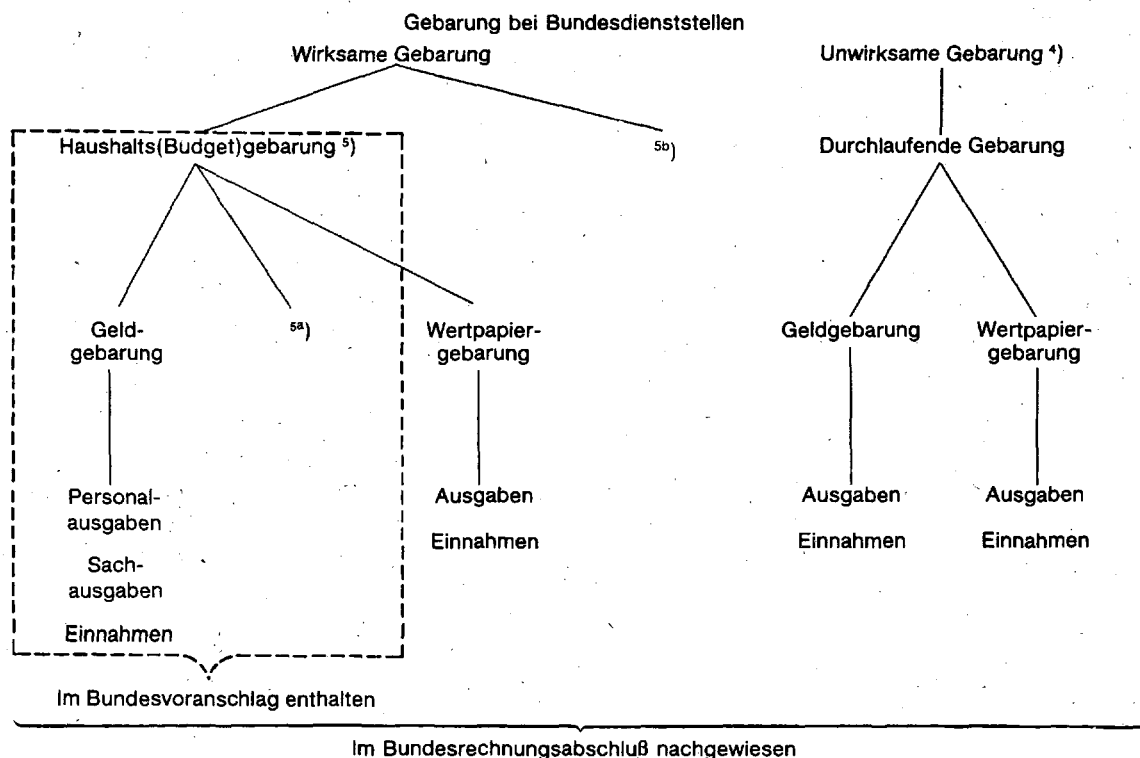 Gebarung bei Bundesdienststellen
Wirksame Gebarung
Unwirksame Gebarung ⁴)
Haushalts(Budget)gebarung ⁵)
5b)
Durchlaufende Gebarung
Geld-
gebarung
5a)
Wertpapier-
gebarung
Geldgebarung
Wertpapier-
gebarung
Personal-
ausgaben
Sach-
ausgaben
Einnahmen
Ausgaben
Einnahmen
Ausgaben
Einnahmen
Ausgaben
Einnahmen
Im Bundesvoranschlag enthalten
Im Bundesrechnungsabschluß nachgewiesen